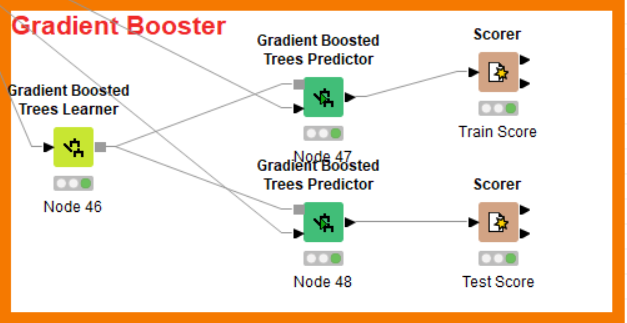 Gradient Booster
Gradient Boosted
Trees Learner
Node 46
Gradient Boosted
Trees Predictor
Node 47
Scorer
Train Score
Gradient Boosted
Trees Predictor
Node 48
Scorer
Test Score